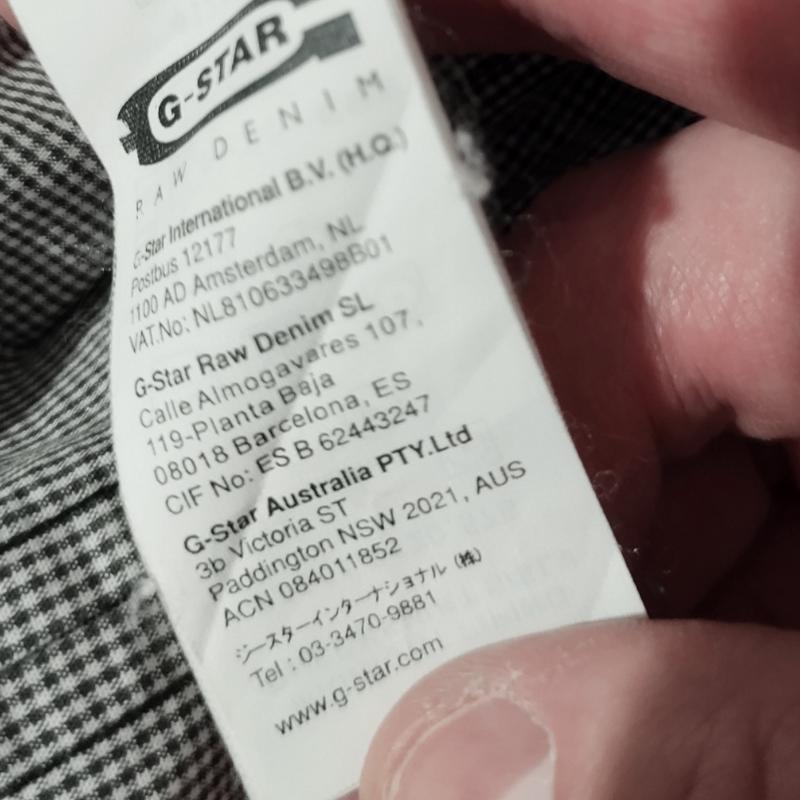 G-STAR
RAW DENIM
G-Star International B.V. (H.Q.)
Postbus 12177
1100 AD Amsterdam, NL
VAT.No: NL810633498B01
G-Star Raw Denim SL
Calle Almogavares 107,
119-Planta Baja
08018 Barcelona, ES
CIF No: ES B 62443247
G-Star Australia PTY.Ltd
3b Victoria ST
Paddington NSW 2021, AUS
ACN 084011852
ジースターインターナショナル (株)
Tel : 03-3470-9881
www.g-star.com